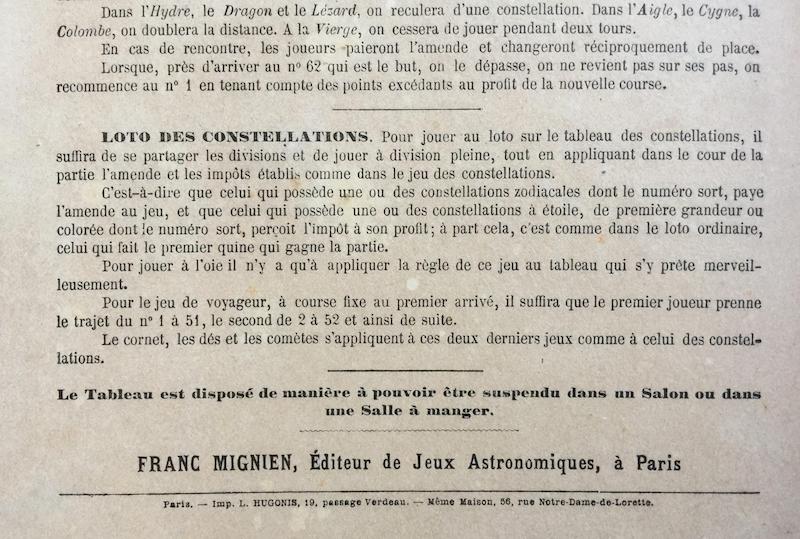 Dans l'Hydre, le Dragon et le Lézard, on reculera d'une constellation. Dans l'Aigle, le Cygne, la
Colombe, on doublera la distance. A la Vierge, on cessera de jouer pendant deux tours.
En cas de rencontre, les joueurs paieront l'amende et changeront réciproquement de place.
Lorsque, près d'arriver au nº 62 qui est le but, on le dépasse, on ne revient pas sur ses pas, on
recommence au nº 1 en tenant compte des points excédants au profit de la nouvelle course.
LOTO DES CONSTELLATIONS. Pour jouer au loto sur le tableau des constellations, il
suffira de se partager les divisions et de jouer à division pleine, tout en appliquant dans le cour de la
partie l'amende et les impôts établis comme dans le jeu des constellations.
C'est-à-dire que celui qui possède une ou des constellations zodiacales dont le numéro sort, paye
l'amende au jeu, et que celui qui possède une ou des constellations à étoile, de première grandeur ou
colorée dont le numéro sort, perçoit l'impôt à son profit; à part cela, c'est comme dans le loto ordinaire,
celui qui fait le premier quine qui gagne la partie.
Pour jouer à l'oie il n'y a qu'à appliquer la règle de ce jeu au tableau qui s'y prête merveil-
leusement.
Pour le jeu de voyageur, à course fixe au premier arrivé, il suffira que le premier joueur prenne
le trajet du nº 1 à 51, le second de 2 à 52 et ainsi de suite.
Le cornet, les dés et les comètes s'appliquent à ces deux derniers jeux comme à celui des constel-
lations.
Le Tableau est disposé de manière à pouvoir être suspendu dans un Salon ou dans
une Salle à manger.
FRANC MIGNIEN, Éditeur de Jeux Astronomiques, à Paris
Paris. — Imp. L. HUGONIS, 19, passage Verdeau. — Même Maison, 56, rue Notre-Dame-de-Lorette.